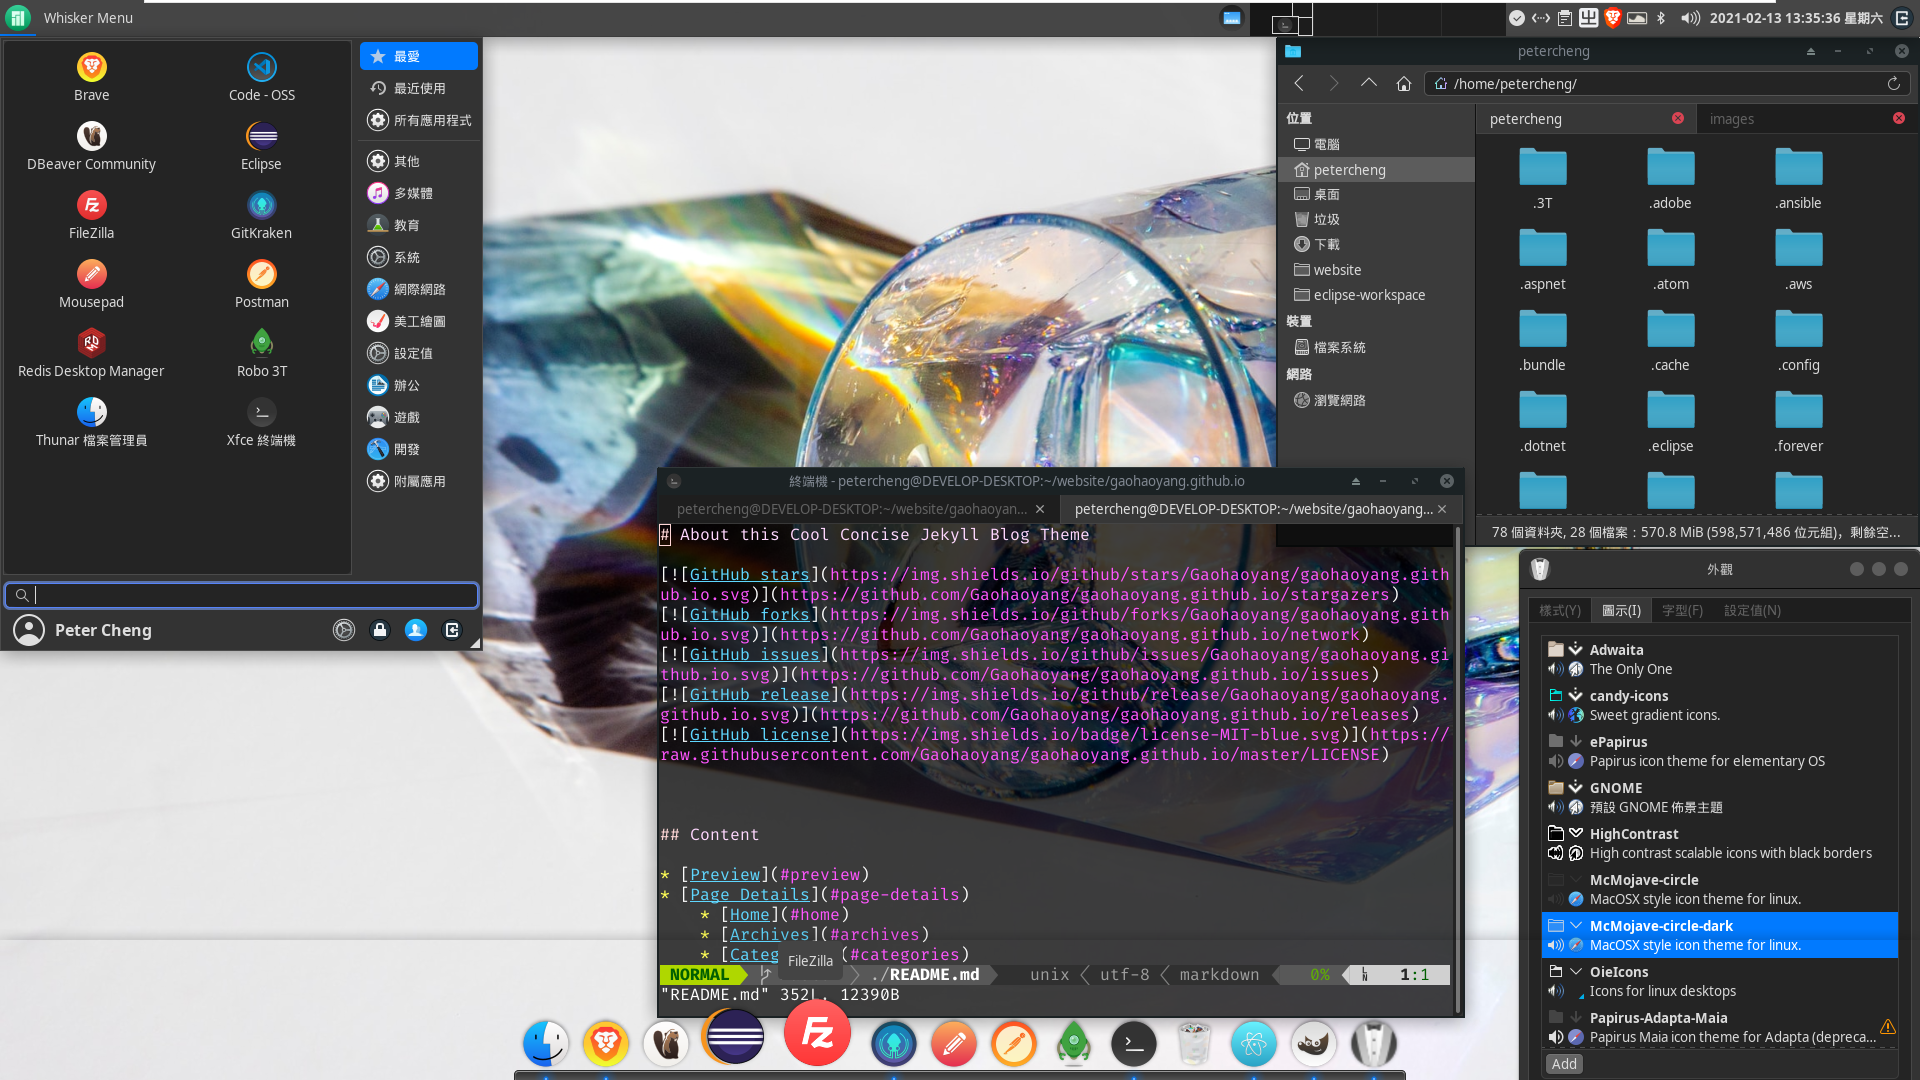 Whisker Menu
2021-02-13 13:35:36 星期六
Brave
Code - OSS
DBeaver Community
Eclipse
FileZilla
GitKraken
Mousepad
Postman
Redis Desktop Manager
Robo 3T
Thunar 檔案管理員
Xfce 終端機
最愛
最近使用
所有應用程式
其他
多媒體
教育
系統
網際網路
美工繪圖
設定值
辦公
遊戲
開發
附屬應用
Peter Cheng
petercheng
/home/petercheng/
位置
電腦
petercheng
桌面
垃圾
下載
website
eclipse-workspace
裝置
檔案系統
網路
瀏覽網路
petercheng
images
.3T
.adobe
.ansible
.aspnet
.atom
.aws
.bundle
.cache
.config
.dotnet
.eclipse
.forever
78 個資料夾, 28 個檔案：570.8 MiB (598,571,486 位元組)，剩餘空...
終端機 - petercheng@DEVELOP-DESKTOP:~/website/gaohaoyang.github.io
petercheng@DEVELOP-DESKTOP:~/website/gaohaoyan...
petercheng@DEVELOP-DESKTOP:~/website/gaohaoyang...
# About this Cool Concise Jekyll Blog Theme
[![GitHub stars](https://img.shields.io/github/stars/Gaohaoyang/gaohaoyang.gith
ub.io.svg)](https://github.com/Gaohaoyang/gaohaoyang.github.io/stargazers)
[![GitHub forks](https://img.shields.io/github/forks/Gaohaoyang/gaohaoyang.gith
ub.io.svg)](https://github.com/Gaohaoyang/gaohaoyang.github.io/network)
[![GitHub issues](https://img.shields.io/github/issues/Gaohaoyang/gaohaoyang.gi
thub.io.svg)](https://github.com/Gaohaoyang/gaohaoyang.github.io/issues)
[![GitHub release](https://img.shields.io/github/release/Gaohaoyang/gaohaoyang.
github.io.svg)](https://github.com/Gaohaoyang/gaohaoyang.github.io/releases)
[![GitHub license](https://img.shields.io/badge/license-MIT-blue.svg)](https://
raw.githubusercontent.com/Gaohaoyang/gaohaoyang.github.io/master/LICENSE)
## Content
* [Preview](#preview)
* [Page Details](#page-details)
* [Home](#home)
* [Archives](#archives)
* [Categ (#categories)
FileZilla
NORMAL ./README.md unix utf-8 markdown 0% 1:1
"README.md" 352L, 12390B
外觀
樣式(Y)
圖示(I)
字型(F)
設定值(N)
Adwaita
The Only One
candy-icons
Sweet gradient icons.
ePapirus
Papirus icon theme for elementary OS
GNOME
預設 GNOME 佈景主題
HighContrast
High contrast scalable icons with black borders
McMojave-circle
MacOSX style icon theme for linux.
McMojave-circle-dark
MacOSX style icon theme for linux.
OieIcons
Icons for linux desktops
Papirus-Adapta-Maia
Papirus Maia icon theme for Adapta (depreca...
Add